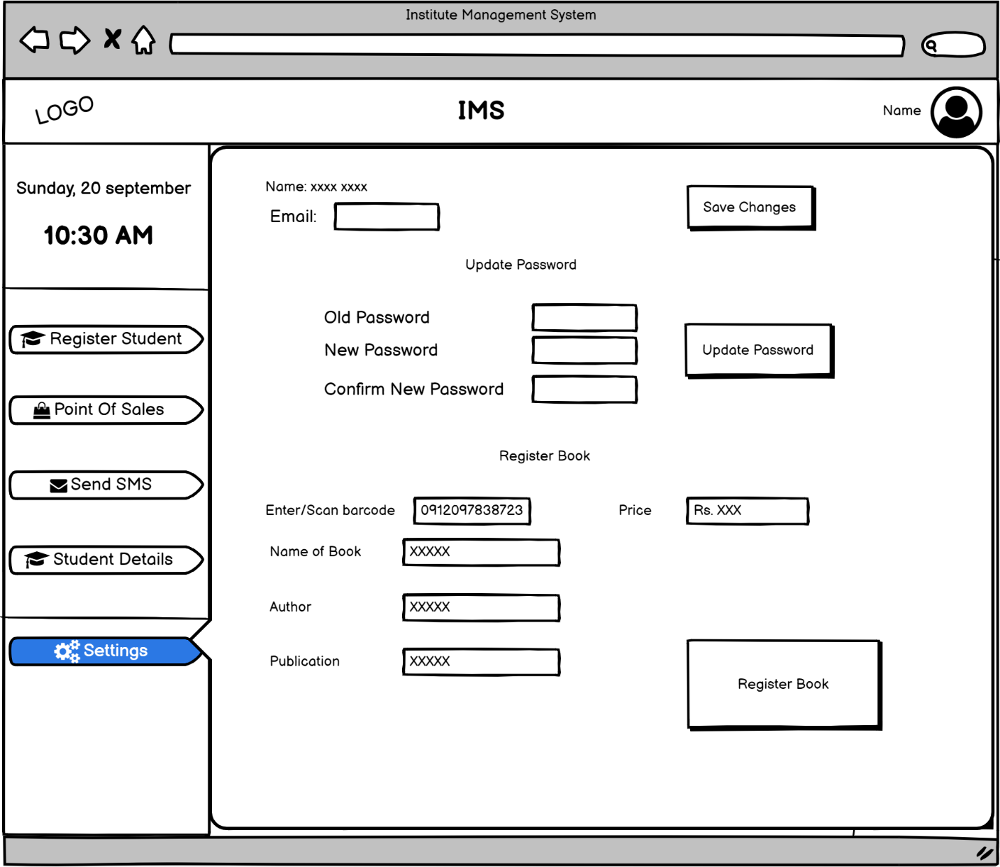 Institute Management System
LOGO
IMS
Name
Sunday, 20 september
10:30 AM
Register Student
Point Of Sales
Send SMS
Student Details
Settings
Name: xxxx xxxx
Email:
Save Changes
Update Password
Old Password
New Password
Confirm New Password
Update Password
Register Book
Enter/Scan barcode 0912097838723
Price Rs. XXX
Name of Book XXXXX
Author XXXXX
Publication XXXXX
Register Book